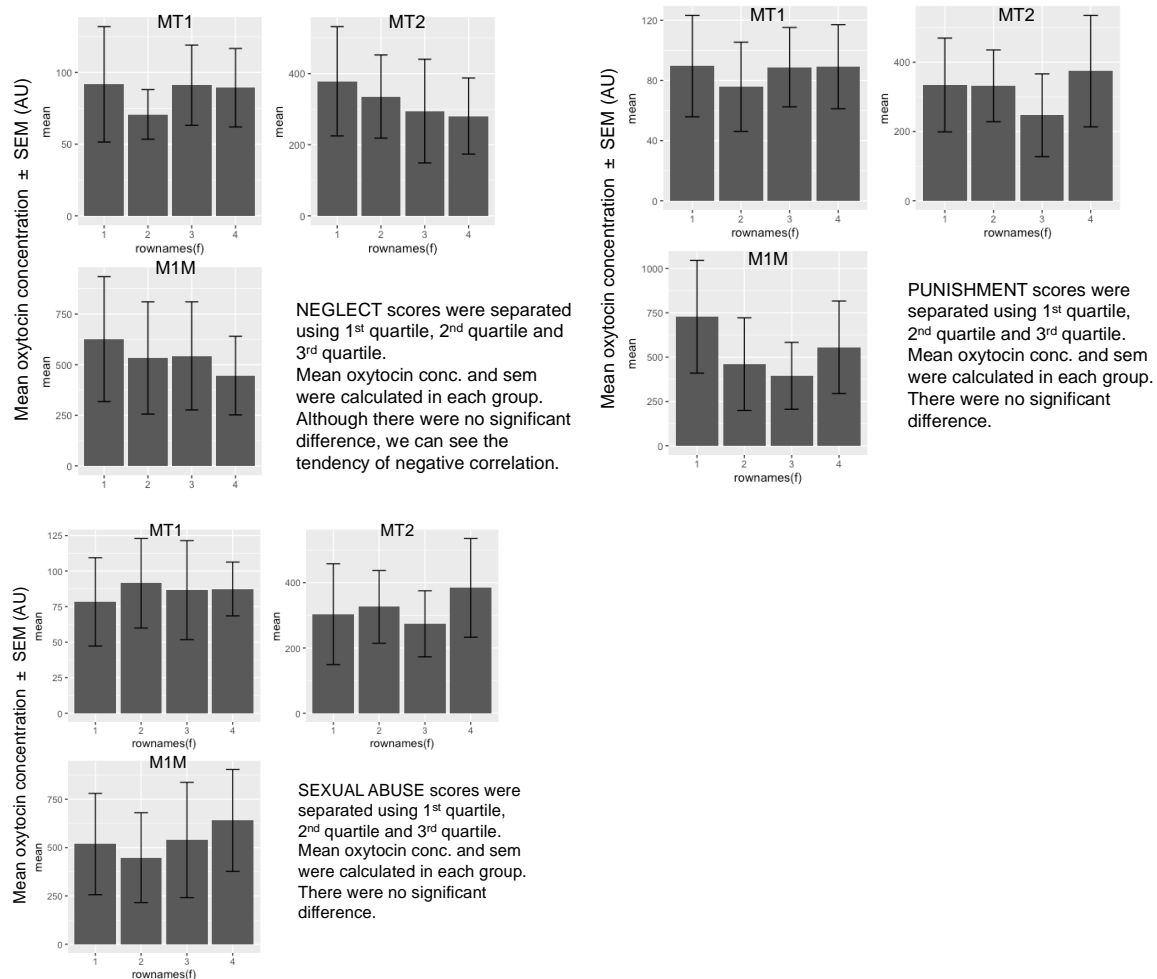 Mean oxytocin concentration ± SEM (AU)
MT1
mean
100
50
0
1 2 3 4
rownames(f)
MT2
mean
400
200
0
1 2 3 4
rownames(f)
M1M
mean
750
500
250
0
1 2 3 4
rownames(f)
NEGLECT scores were separated
using 1st quartile, 2nd quartile and
3rd quartile.
Mean oxytocin conc. and sem
were calculated in each group.
Although there were no significant
difference, we can see the
tendency of negative correlation.
Mean oxytocin concentration ± SEM (AU)
MT1
mean
120
80
40
0
1 2 3 4
rownames(f)
MT2
mean
400
200
0
1 2 3 4
rownames(f)
M1M
mean
1000
750
500
250
0
1 2 3 4
rownames(f)
PUNISHMENT scores were
separated using 1st quartile,
2nd quartile and 3rd quartile.
Mean oxytocin conc. and sem
were calculated in each group.
There were no significant
difference.
Mean oxytocin concentration ± SEM (AU)
MT1
mean
125
100
75
50
25
0
1 2 3 4
rownames(f)
MT2
mean
400
200
0
1 2 3 4
rownames(f)
M1M
mean
750
500
250
0
1 2 3 4
rownames(f)
SEXUAL ABUSE scores were
separated using 1st quartile,
2nd quartile and 3rd quartile.
Mean oxytocin conc. and sem
were calculated in each group.
There were no significant
difference.